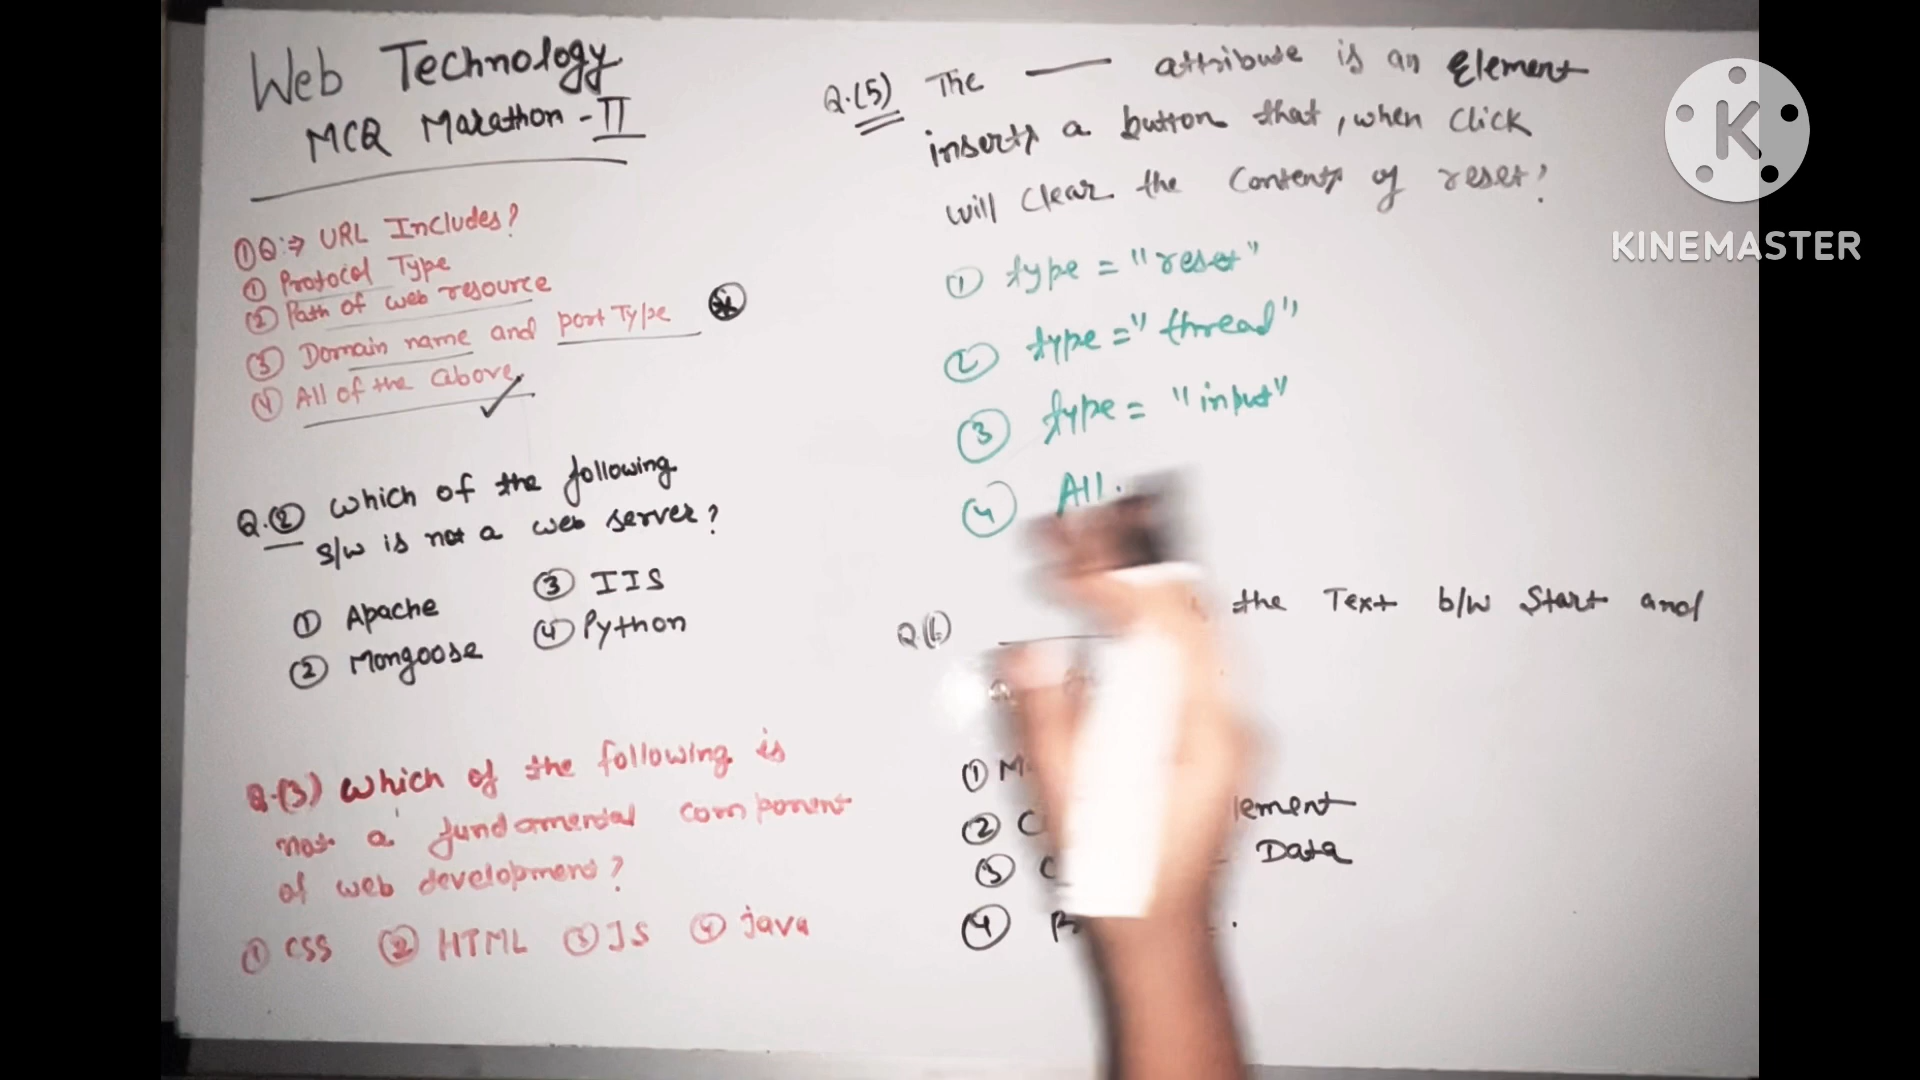 Web Technology
MCQ Marathon - II
① Q:⇒ URL Includes?
① Protocol Type
② Path of web resource
③ Domain name and port Type
④ All of the above
Q.② Which of the following
S/w is not a web server?
① Apache
② Mongoose
③ IIS
④ Python
Q.(3) Which of the following is
not a fundamental component
of web development?
① CSS ② HTML ③ JS ④ java
Q.(5) The ___ attribute is an Element
inserts a button that, when click
will clear the contents of reset?
① type = "reset"
② type = "thread"
③ type = "input"
④ All.
the Text b/w Start and
①
② lement
③ Data
④
K
KINEMASTER